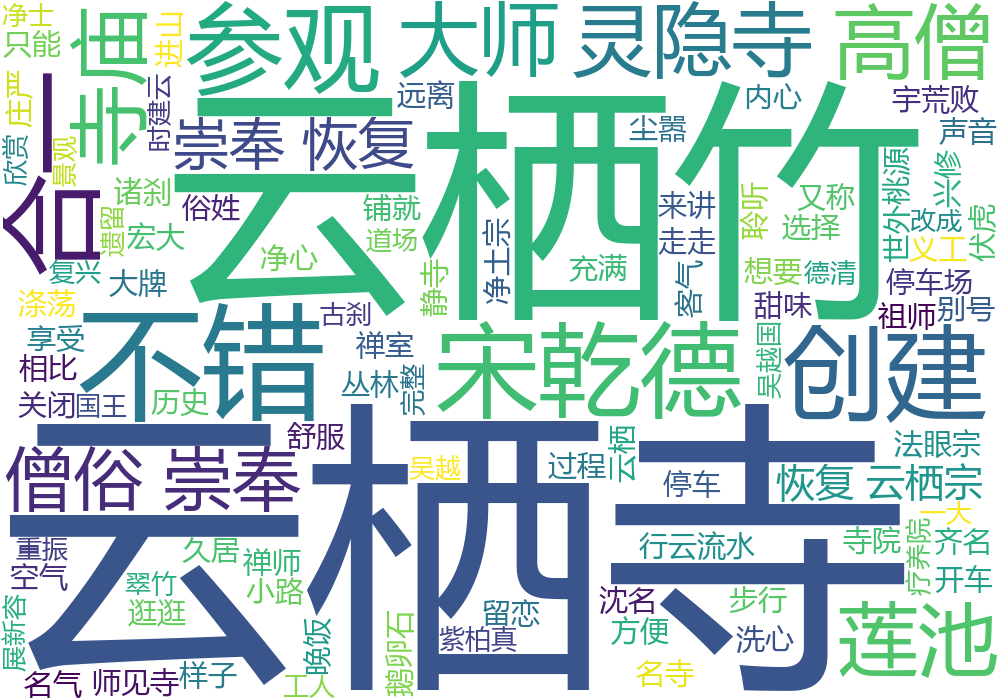 净土
只能
进山
寺庙
参观
大师
灵隐寺
高僧
庄严
合一
时建云
远离
内心
宇荒败
声音
崇奉 恢复
云栖竹
尘嚣
欣赏
景观
诸刹
俗姓
铺就
来讲
聆听
又称
世外桃源
兴修
遗留
宏大
道场
走走
选择
改成
伏虎
净心
净土宗
义工
复兴
大牌
静寺
充满
客气
想要
德清
停车场
涤荡
古刹
甜味
祖师
别号
不错
享受
禅室
宋乾德
吴越国
创建
相比
丛林
完整
关闭
国王
历史
云栖寺
舒服
云栖
法眼宗
僧俗 崇奉
吴越
过程
停车
恢复 云栖宗
一大
重振
久居
行云流水
寺院
疗养院
齐名
空气
翠竹
禅师
开车
小路
逛逛
沈名
步行
莲池
展新容
留恋
晚饭
鹅卵石
紫柏真
方便
洗心
名气
师见寺
样子
工人
名寺